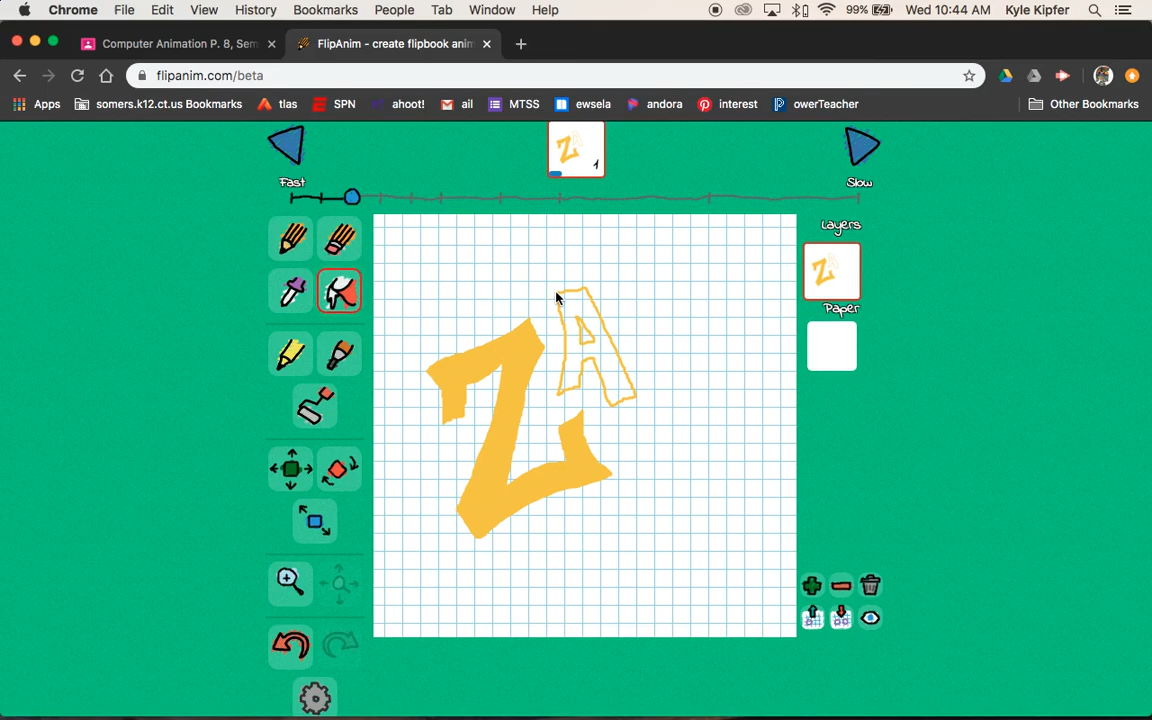 Chrome File Edit View History Bookmarks People Tab Window Help 99% Wed 10:44 AM Kyle Kipfer
Computer Animation P. 8, Sem FlipAnim - create flipbook anim
flipanim.com/beta
Apps somers.k12.ct.us Bookmarks tlas SPN ahoot! ail MTSS ewsela andora interest owerTeacher Other Bookmarks
1
Fast Slow
Layers
Paper
ZA